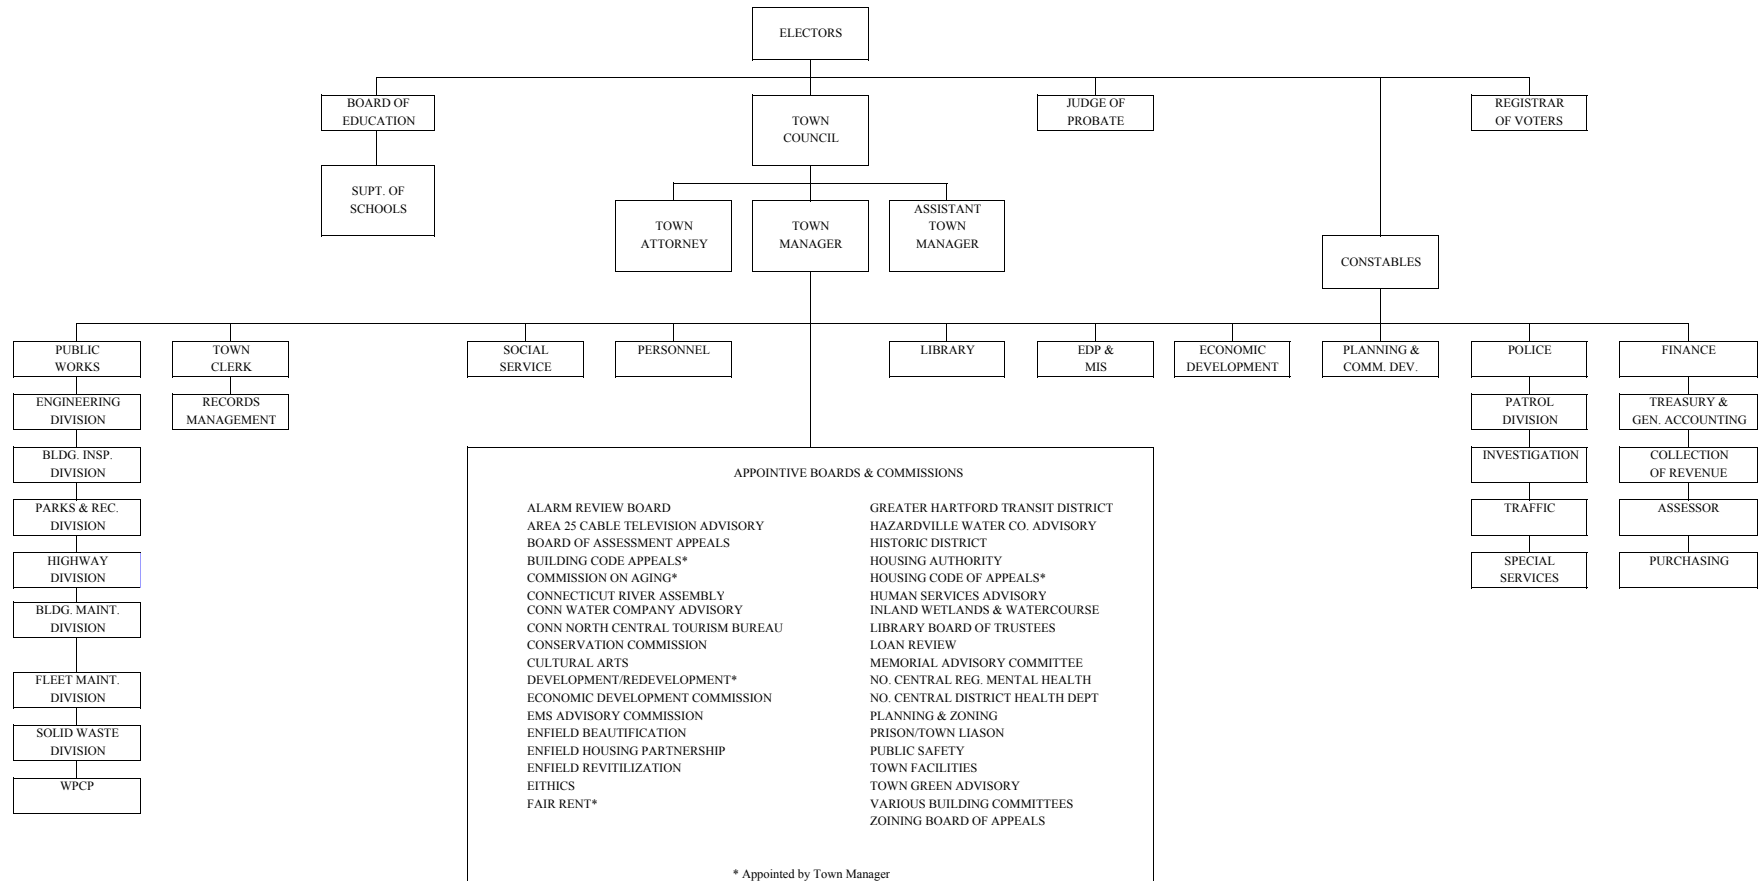 ELECTORS
BOARD OF
EDUCATION
TOWN
COUNCIL
JUDGE OF
PROBATE
REGISTRAR
OF VOTERS
SUPT. OF
SCHOOLS
TOWN
ATTORNEY
TOWN
MANAGER
ASSISTANT
TOWN
MANAGER
CONSTABLES
PUBLIC
WORKS
TOWN
CLERK
SOCIAL
SERVICE
PERSONNEL
LIBRARY
EDP &
MIS
ECONOMIC
DEVELOPMENT
PLANNING &
COMM. DEV.
POLICE
FINANCE
ENGINEERING
DIVISION
BLDG. INSP.
DIVISION
PARKS & REC.
DIVISION
HIGHWAY
DIVISION
BLDG. MAINT.
DIVISION
FLEET MAINT.
DIVISION
SOLID WASTE
DIVISION
WPCP
RECORDS
MANAGEMENT
PATROL
DIVISION
INVESTIGATION
TRAFFIC
SPECIAL
SERVICES
TREASURY &
GEN. ACCOUNTING
COLLECTION
OF REVENUE
ASSESSOR
PURCHASING
APPOINTIVE BOARDS & COMMISSIONS
ALARM REVIEW BOARD
AREA 25 CABLE TELEVISION ADVISORY
BOARD OF ASSESSMENT APPEALS
BUILDING CODE APPEALS*
COMMISSION ON AGING*
CONNECTICUT RIVER ASSEMBLY
CONN WATER COMPANY ADVISORY
CONN NORTH CENTRAL TOURISM BUREAU
CONSERVATION COMMISSION
CULTURAL ARTS
DEVELOPMENT/REDEVELOPMENT*
ECONOMIC DEVELOPMENT COMMISSION
EMS ADVISORY COMMISSION
ENFIELD BEAUTIFICATION
ENFIELD HOUSING PARTNERSHIP
ENFIELD REVITILIZATION
EITHICS
FAIR RENT*
GREATER HARTFORD TRANSIT DISTRICT
HAZARDVILLE WATER CO. ADVISORY
HISTORIC DISTRICT
HOUSING AUTHORITY
HOUSING CODE OF APPEALS*
HUMAN SERVICES ADVISORY
INLAND WETLANDS & WATERCOURSE
LIBRARY BOARD OF TRUSTEES
LOAN REVIEW
MEMORIAL ADVISORY COMMITTEE
NO. CENTRAL REG. MENTAL HEALTH
NO. CENTRAL DISTRICT HEALTH DEPT
PLANNING & ZONING
PRISON/TOWN LIASON
PUBLIC SAFETY
TOWN FACILITIES
TOWN GREEN ADVISORY
VARIOUS BUILDING COMMITTEES
ZOINING BOARD OF APPEALS
* Appointed by Town Manager